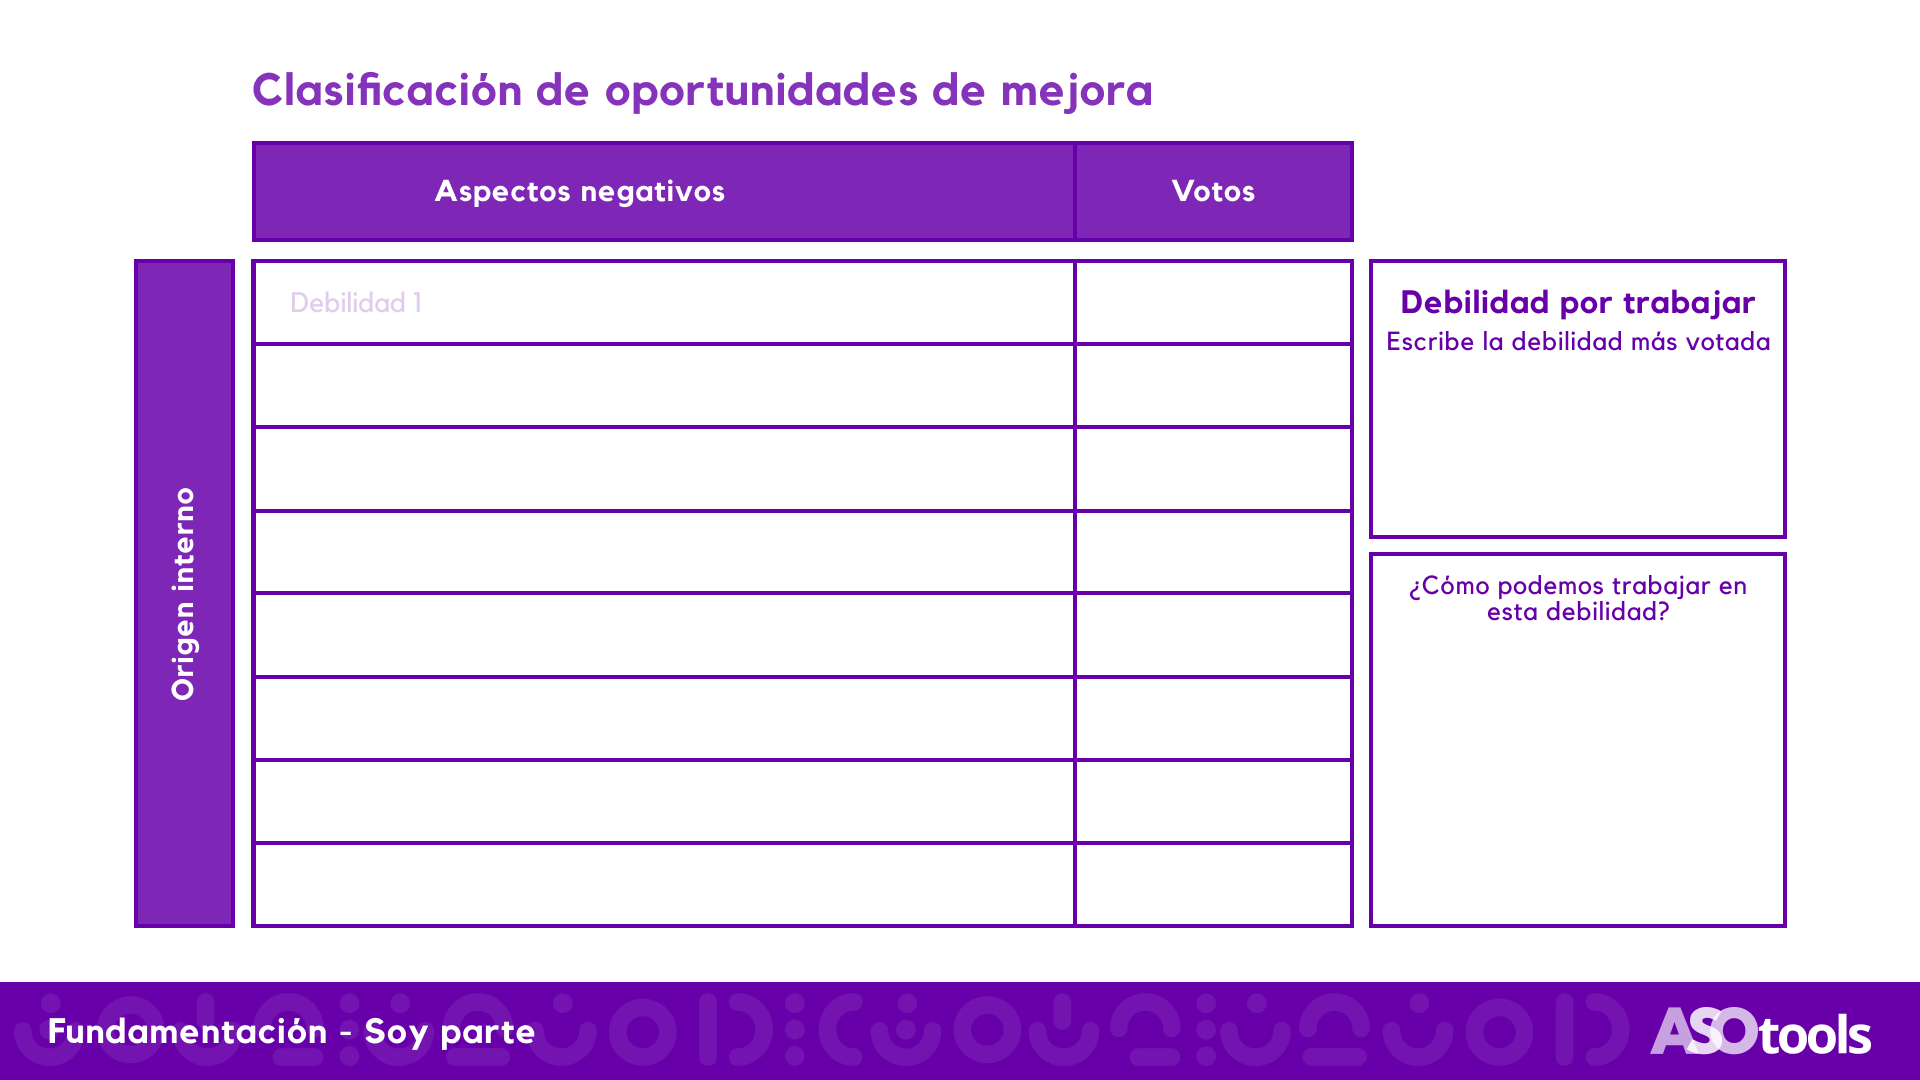 Clasificación de oportunidades de mejora
Aspectos negativos
Votos
Origen interno
Debilidad 1
Debilidad por trabajar
Escribe la debilidad más votada
¿Cómo podemos trabajar en
esta debilidad?
Fundamentación - Soy parte
ASOtools